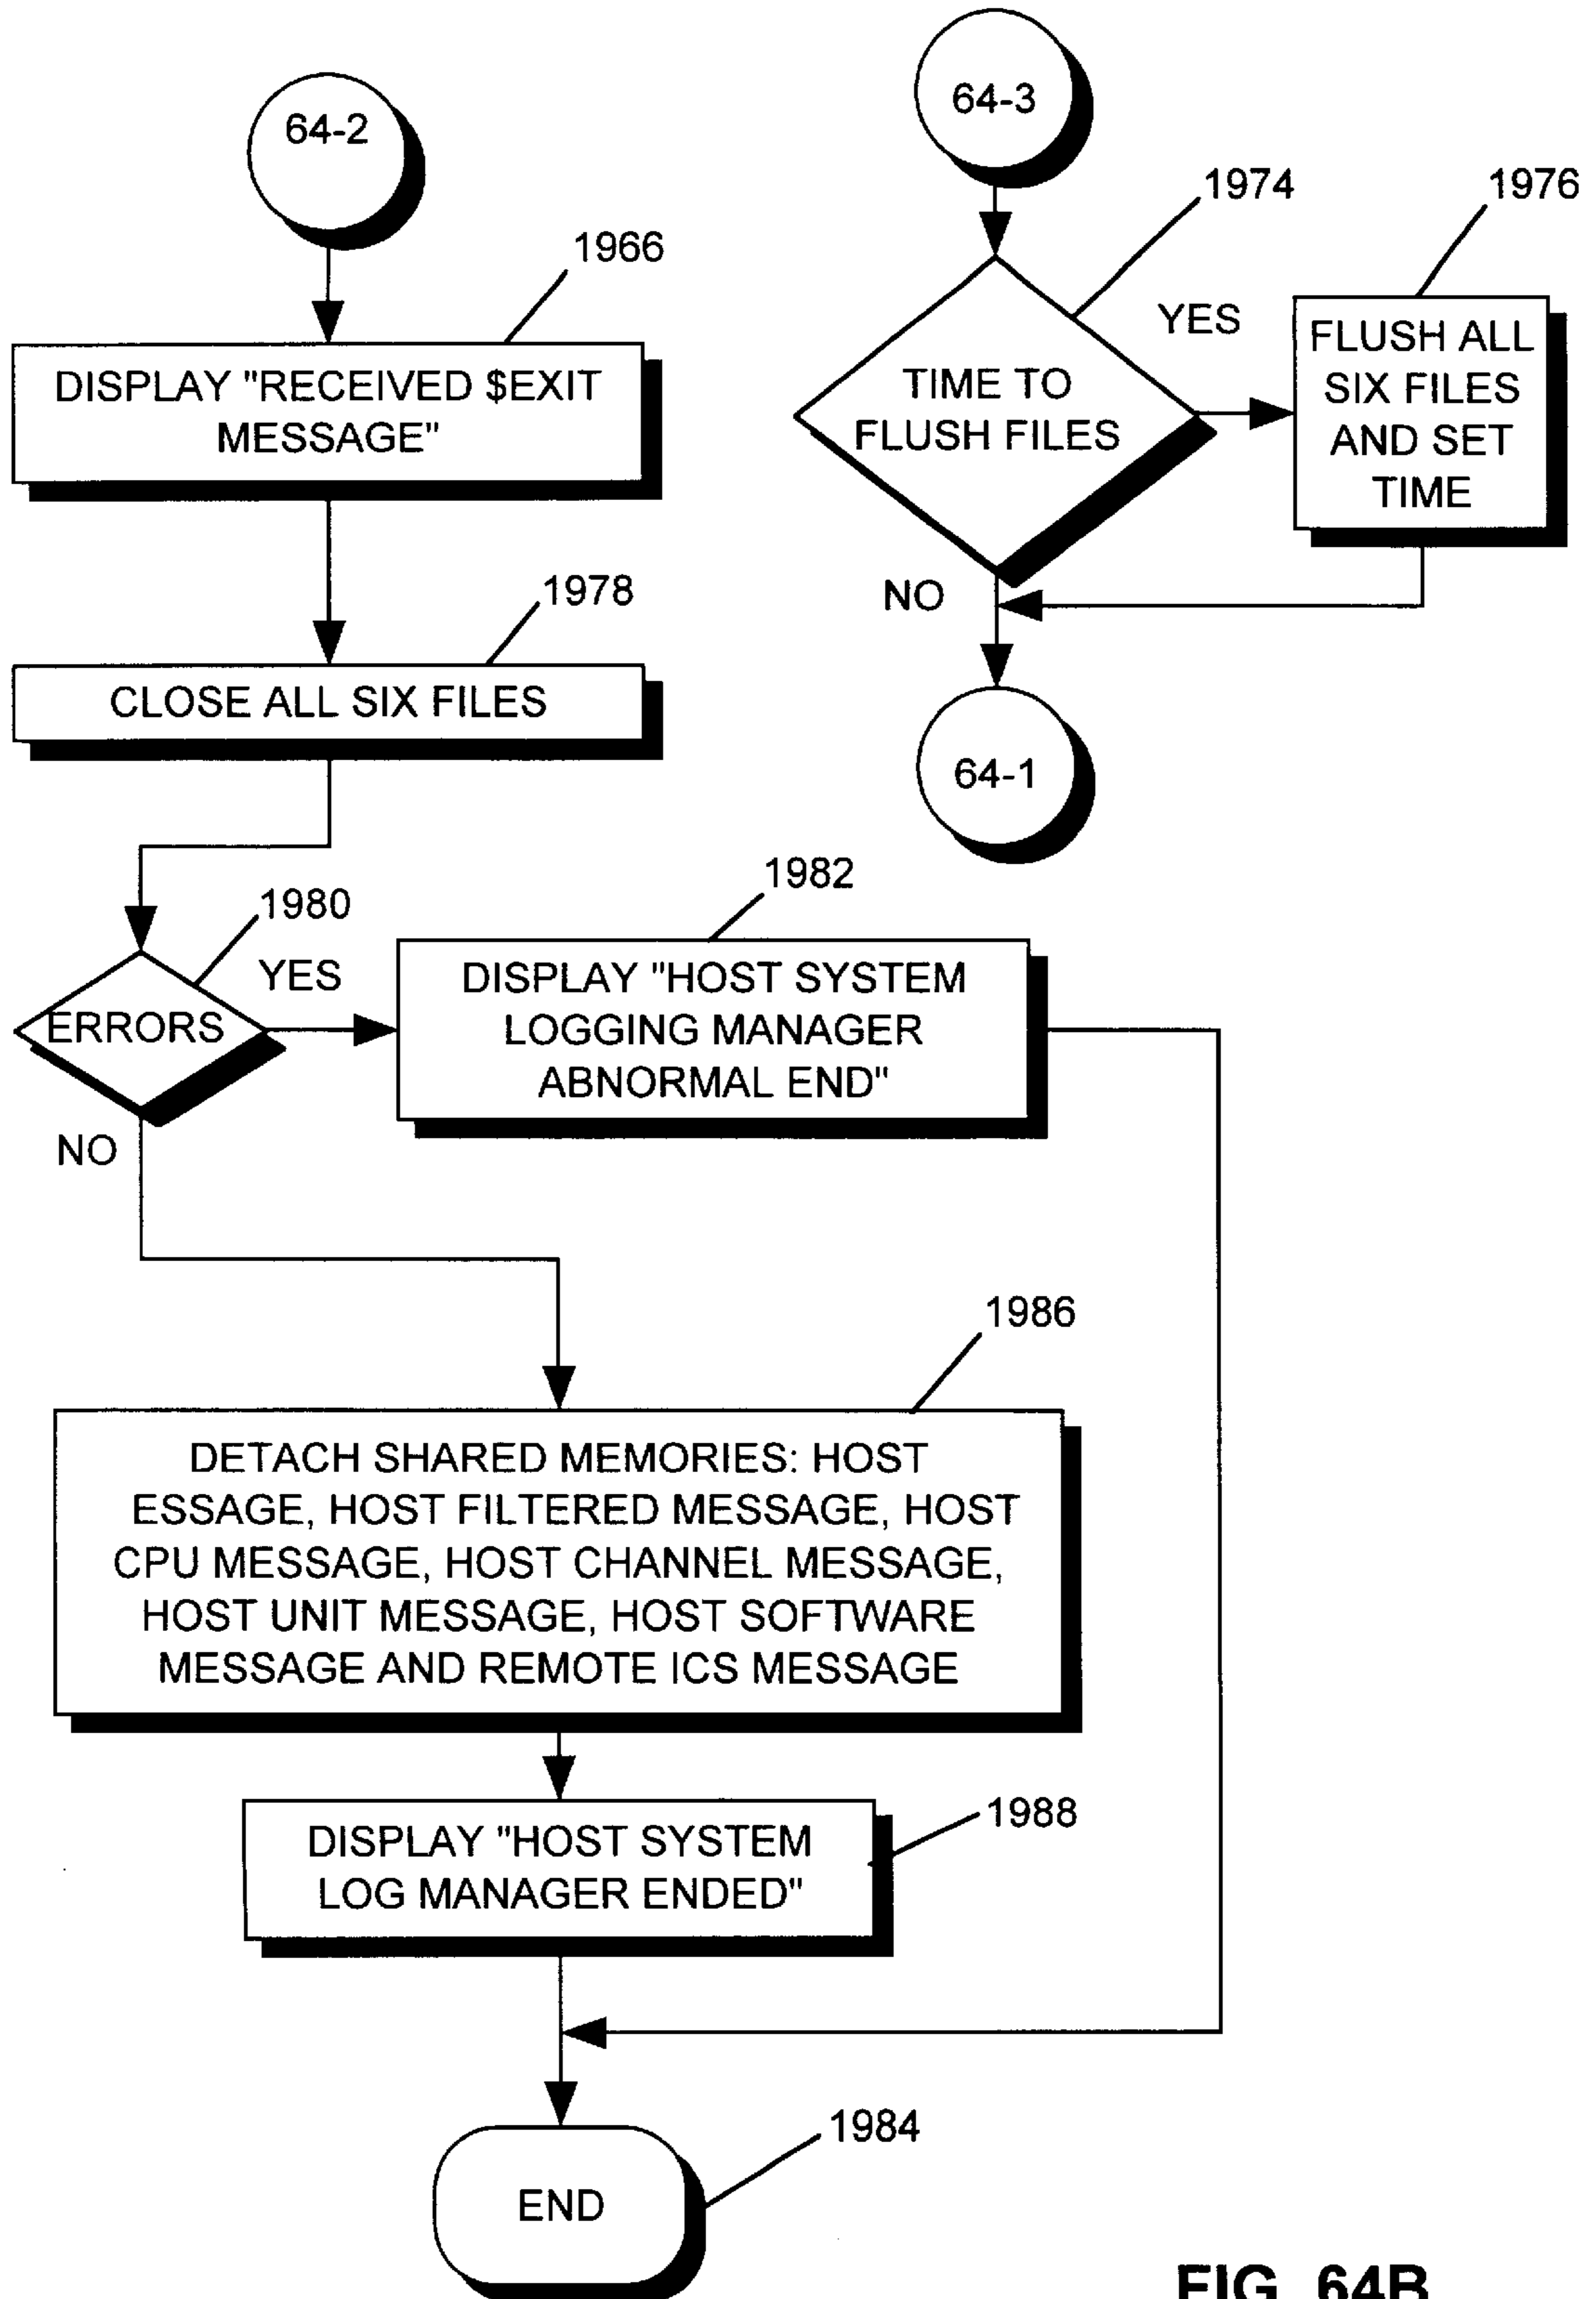 64-2
1966
DISPLAY "RECEIVED $EXIT
MESSAGE"
1978
CLOSE ALL SIX FILES
1980
ERRORS
YES
NO
1982
DISPLAY "HOST SYSTEM
LOGGING MANAGER
ABNORMAL END"
1986
DETACH SHARED MEMORIES: HOST
ESSAGE, HOST FILTERED MESSAGE, HOST
CPU MESSAGE, HOST CHANNEL MESSAGE,
HOST UNIT MESSAGE, HOST SOFTWARE
MESSAGE AND REMOTE ICS MESSAGE
1988
DISPLAY "HOST SYSTEM
LOG MANAGER ENDED"
1984
END
64-3
1974
TIME TO
FLUSH FILES
YES
1976
FLUSH ALL
SIX FILES
AND SET
TIME
NO
64-1
FIG. 64B